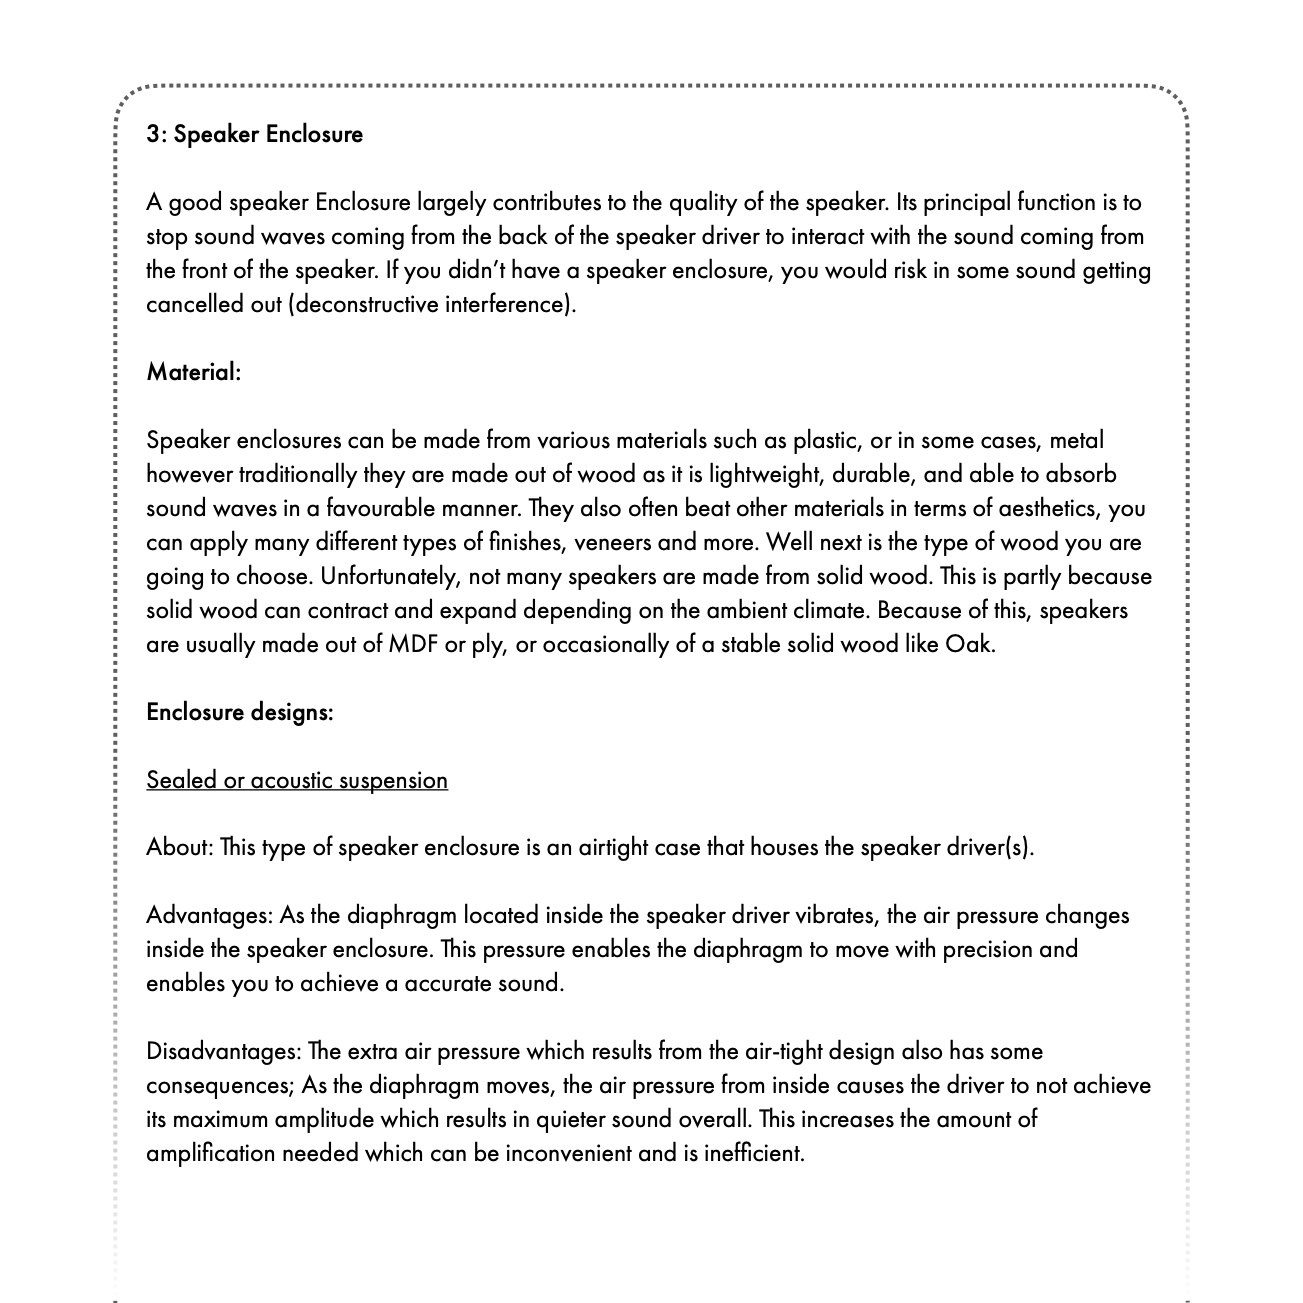 3: Speaker Enclosure
A good speaker Enclosure largely contributes to the quality of the speaker. Its principal function is to
stop sound waves coming from the back of the speaker driver to interact with the sound coming from
the front of the speaker. If you didn’t have a speaker enclosure, you would risk in some sound getting
cancelled out (deconstructive interference).
Material:
Speaker enclosures can be made from various materials such as plastic, or in some cases, metal
however traditionally they are made out of wood as it is lightweight, durable, and able to absorb
sound waves in a favourable manner. They also often beat other materials in terms of aesthetics, you
can apply many different types of finishes, veneers and more. Well next is the type of wood you are
going to choose. Unfortunately, not many speakers are made from solid wood. This is partly because
solid wood can contract and expand depending on the ambient climate. Because of this, speakers
are usually made out of MDF or ply, or occasionally of a stable solid wood like Oak.
Enclosure designs:
Sealed or acoustic suspension
About: This type of speaker enclosure is an airtight case that houses the speaker driver(s).
Advantages: As the diaphragm located inside the speaker driver vibrates, the air pressure changes
inside the speaker enclosure. This pressure enables the diaphragm to move with precision and
enables you to achieve a accurate sound.
Disadvantages: The extra air pressure which results from the air-tight design also has some
consequences; As the diaphragm moves, the air pressure from inside causes the driver to not achieve
its maximum amplitude which results in quieter sound overall. This increases the amount of
amplification needed which can be inconvenient and is inefficient.